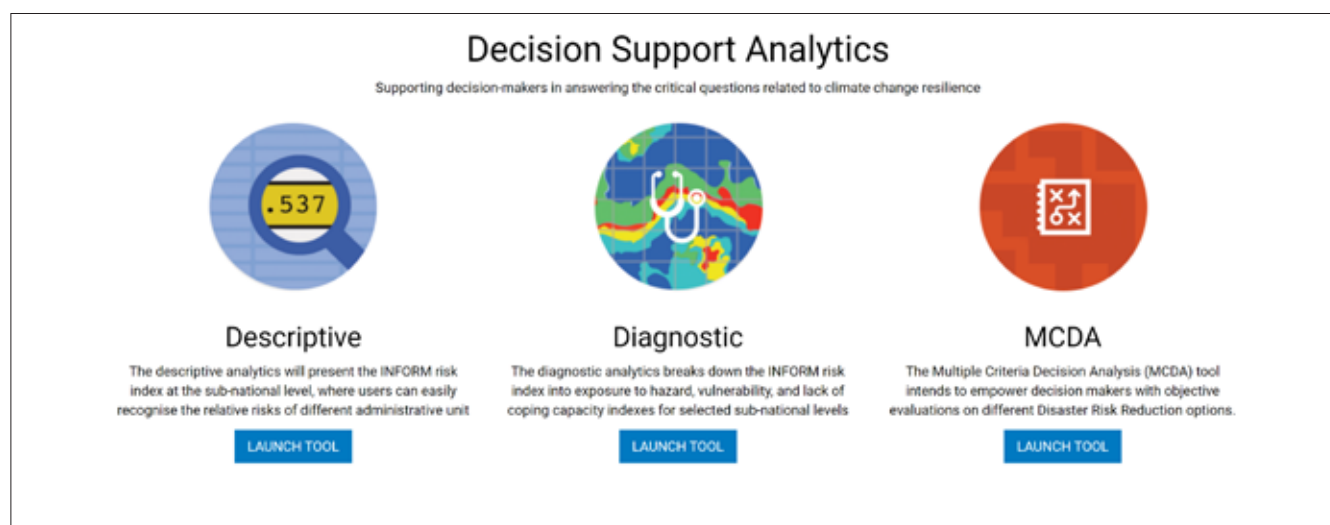 Decision Support Analytics
Supporting decision-makers in answering the critical questions related to climate change resilience
.537
Descriptive
The descriptive analytics will present the INFORM risk
index at the sub-national level, where users can easily
recognise the relative risks of different administrative unit
LAUNCH TOOL
Diagnostic
The diagnostic analytics breaks down the INFORM risk
index into exposure to hazard, vulnerability, and lack of
coping capacity indexes for selected sub-national levels
LAUNCH TOOL
MCDA
The Multiple Criteria Decision Analysis (MCDA) tool
intends to empower decision makers with objective
evaluations on different Disaster Risk Reduction options.
LAUNCH TOOL